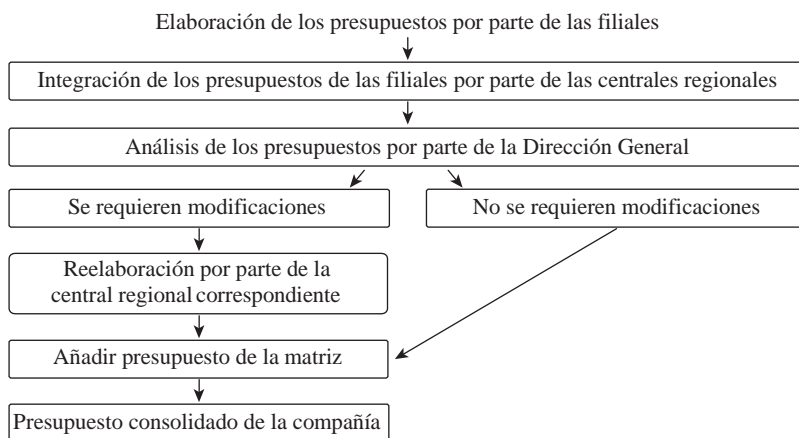 Elaboración de los presupuestos por parte de las filiales
Integración de los presupuestos de las filiales por parte de las centrales regionales
Análisis de los presupuestos por parte de la Dirección General
Se requieren modificaciones
No se requieren modificaciones
Reelaboración por parte de la
central regional correspondiente
Añadir presupuesto de la matriz
Presupuesto consolidado de la compañía